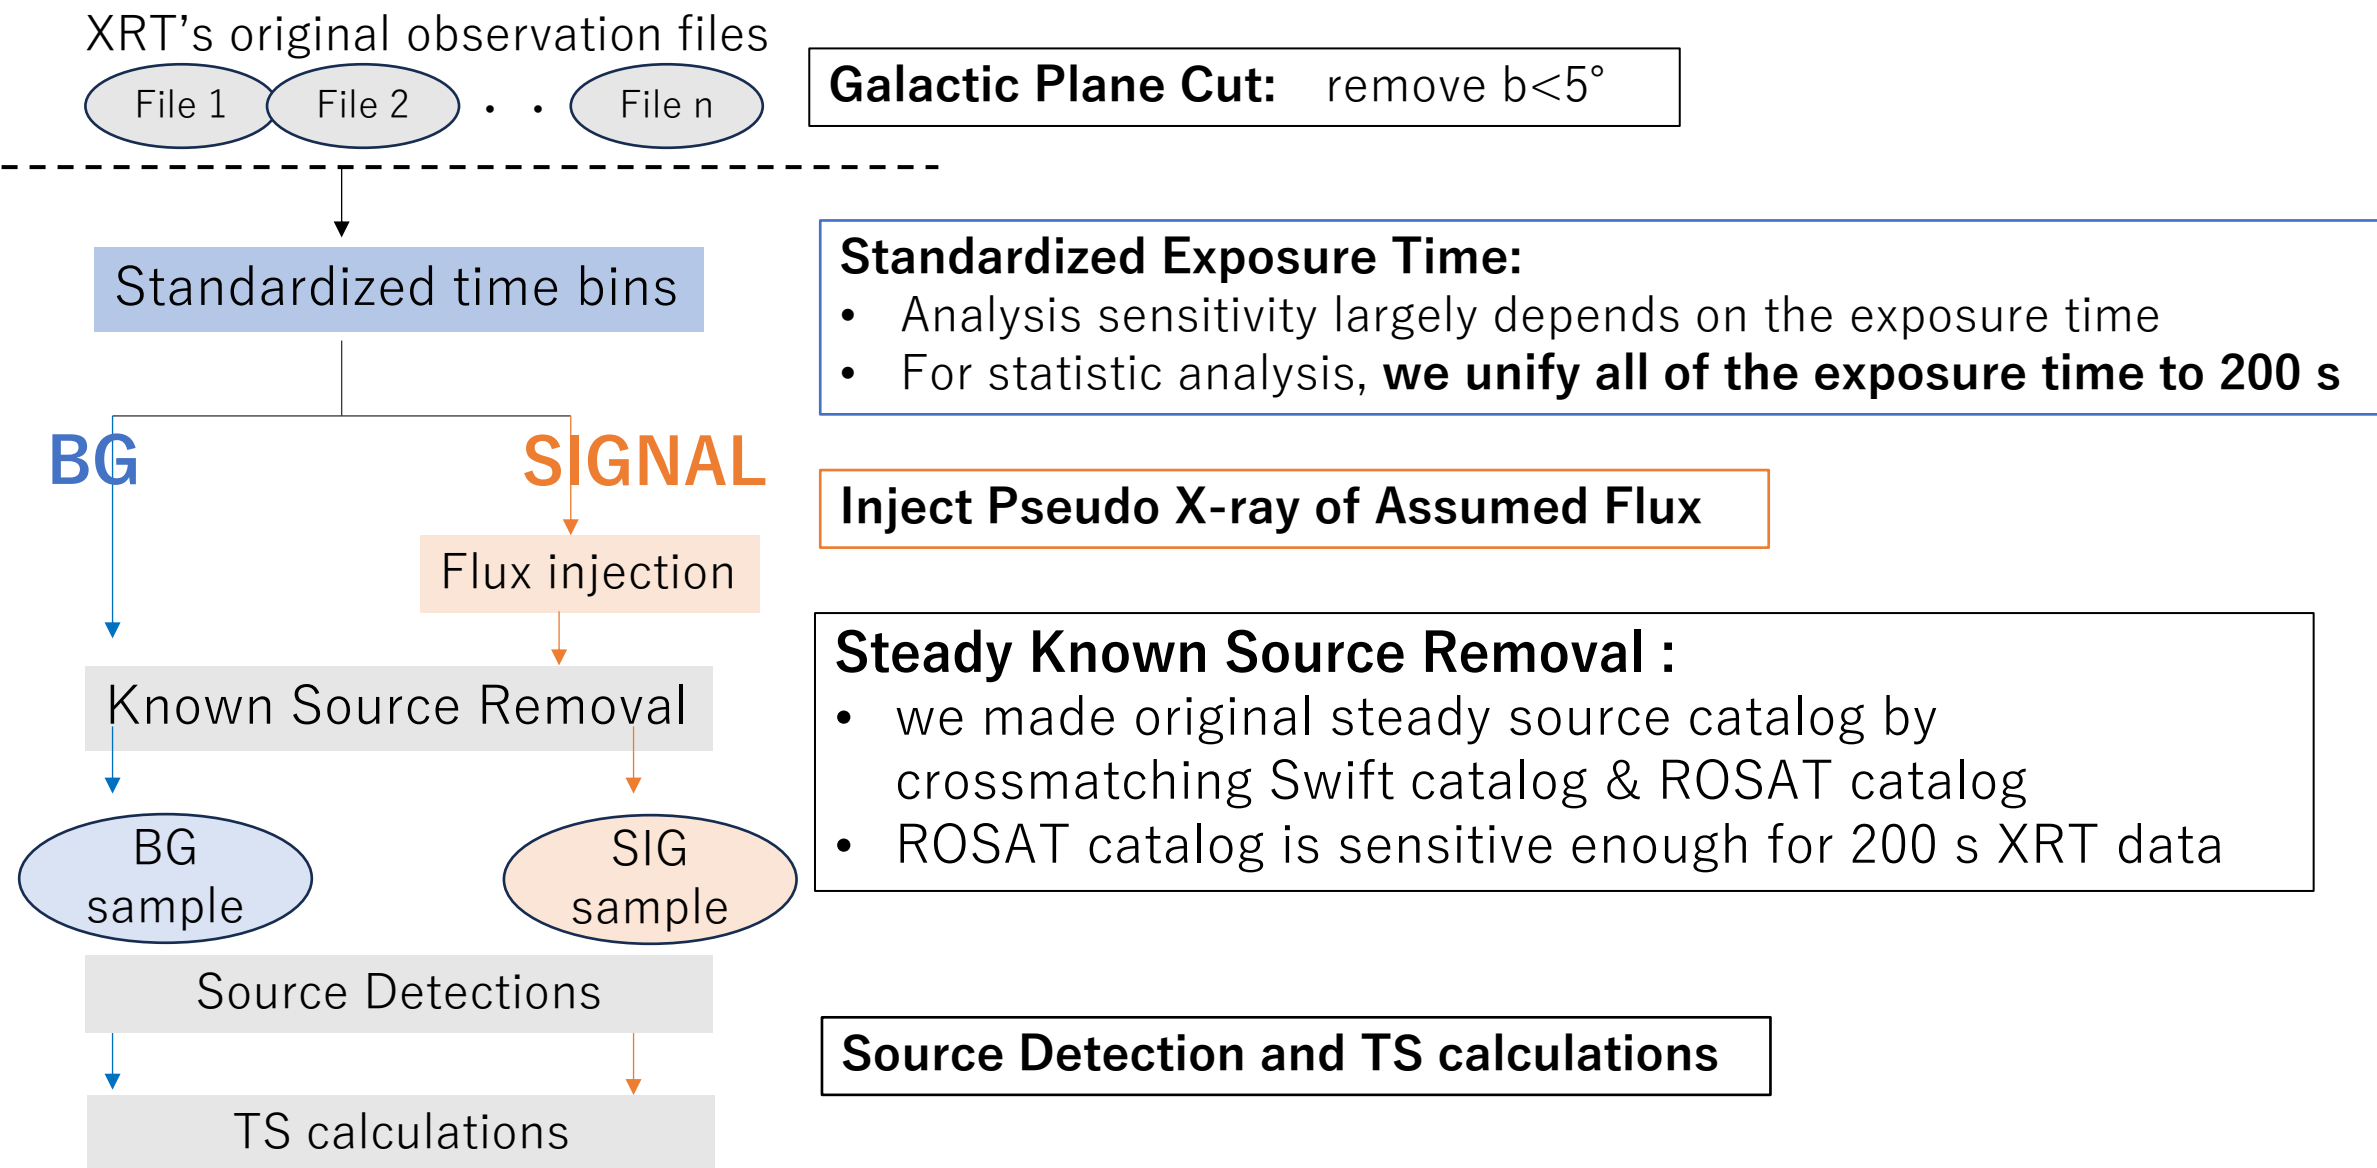 XRT's original observation files
File 1
File 2
・・
File n
Galactic Plane Cut: remove b<5°
Standardized time bins
Standardized Exposure Time:
• Analysis sensitivity largely depends on the exposure time
• For statistic analysis, we unify all of the exposure time to 200 s
BG
SIGNAL
Inject Pseudo X-ray of Assumed Flux
Flux injection
Known Source Removal
Steady Known Source Removal :
• we made original steady source catalog by
crossmatching Swift catalog & ROSAT catalog
• ROSAT catalog is sensitive enough for 200 s XRT data
BG
sample
SIG
sample
Source Detections
Source Detection and TS calculations
TS calculations